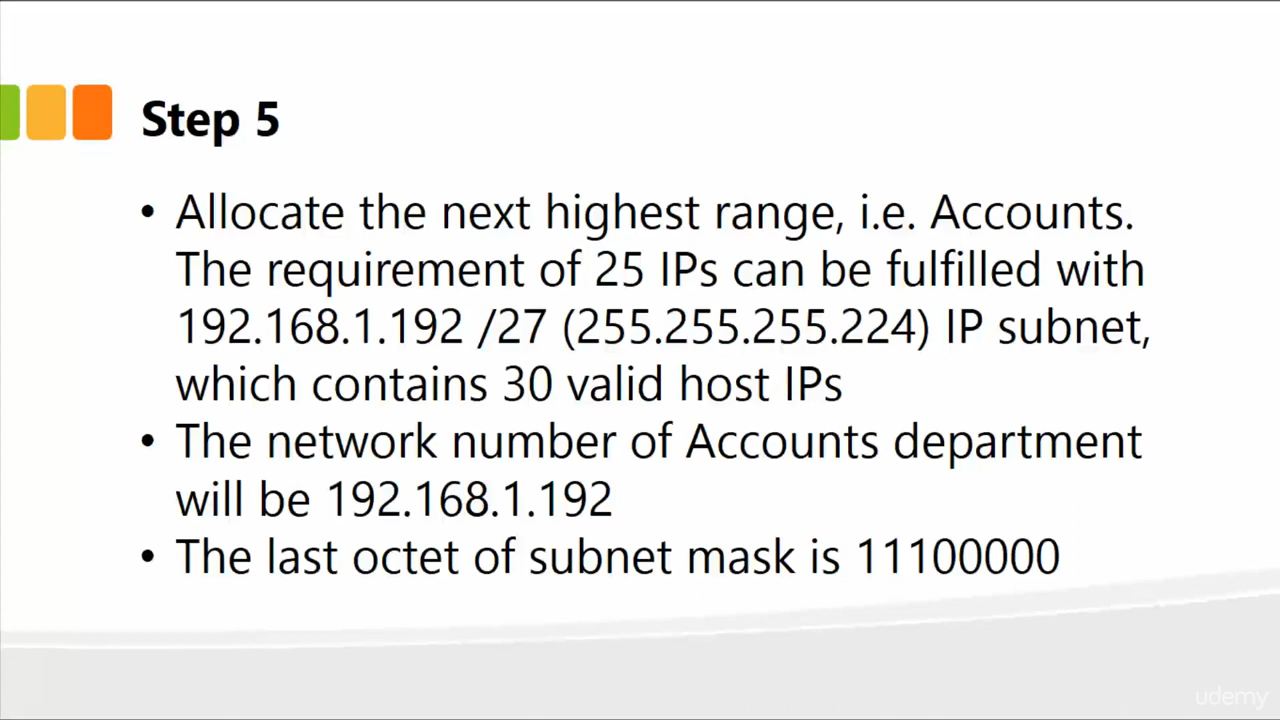 Step 5
• Allocate the next highest range, i.e. Accounts.
The requirement of 25 IPs can be fulfilled with
192.168.1.192 /27 (255.255.255.224) IP subnet,
which contains 30 valid host IPs
• The network number of Accounts department
will be 192.168.1.192
• The last octet of subnet mask is 11100000
udemy